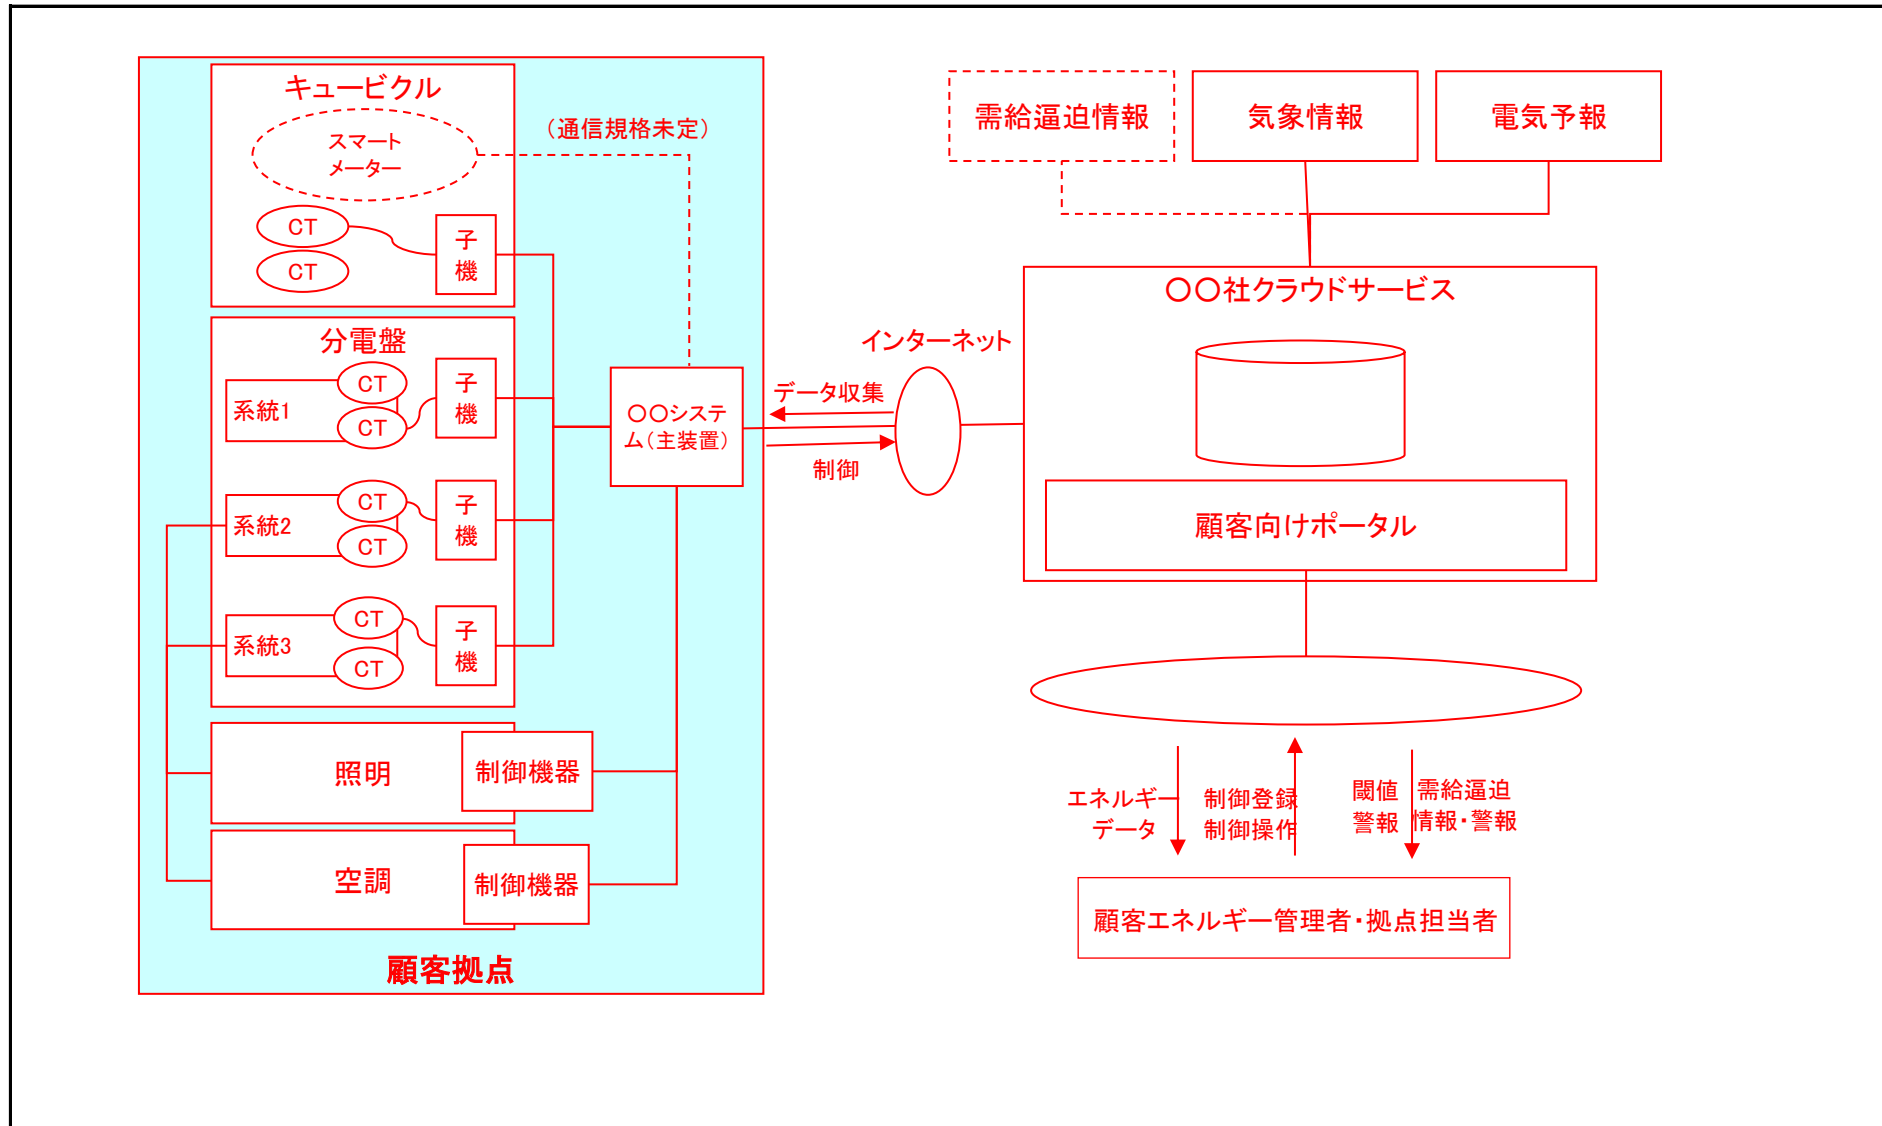 キュービクル
スマート
メーター
（通信規格未定）
CT
CT
子
機
分電盤
系統1
CT
CT
子
機
系統2
CT
CT
子
機
系統3
CT
CT
子
機
照明
制御機器
空調
制御機器
顧客拠点
〇〇システ
ム（主装置）
データ収集
制御
インターネット
需給逼迫情報
気象情報
電気予報
〇〇社クラウドサービス
顧客向けポータル
エネルギー
データ
制御登録
制御操作
閾値
警報
需給逼迫
情報・警報
顧客エネルギー管理者・拠点担当者